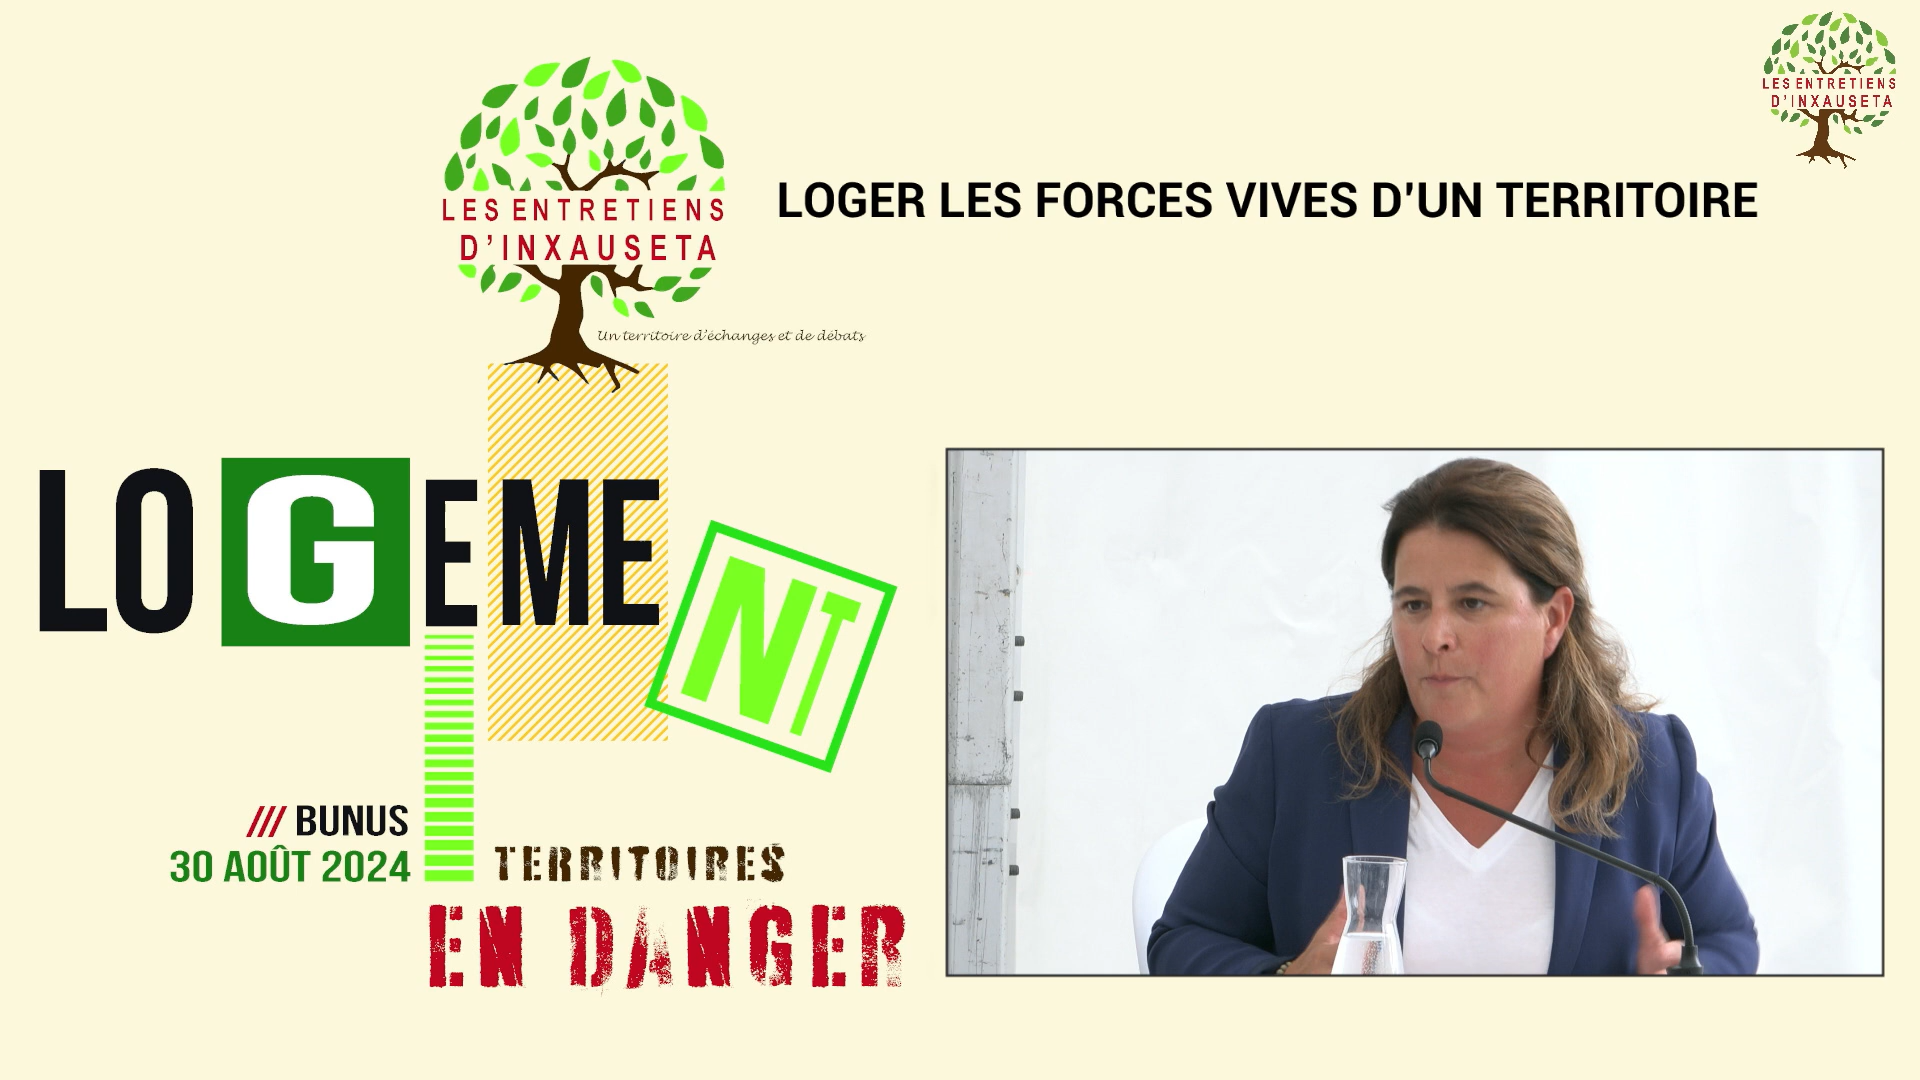 LES ENTRETIENS
D'INXAUSETA
Un territoire d'échanges et de débats
LOGER LES FORCES VIVES D'UN TERRITOIRE
LES ENTRETIENS
D'INXAUSETA
LOGEMENT
/// BUNUS
30 AOÛT 2024
TERRITOIRES
EN DANGER